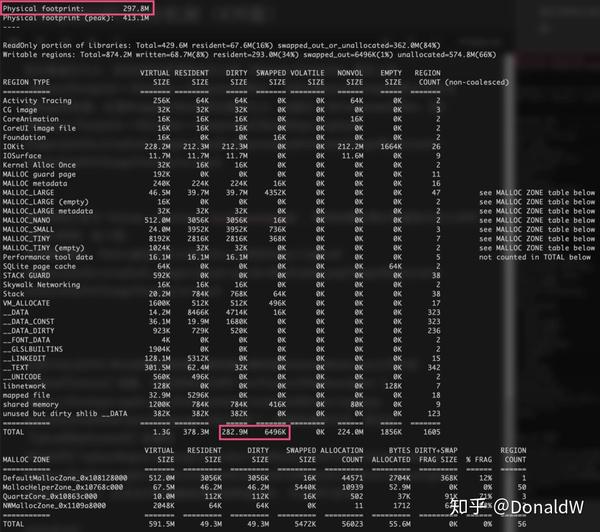 Physical footprint: 297.8M
Physical footprint (peak): 413.1M
----
ReadOnly portion of Libraries: Total=429.6M resident=67.6M(16%) swapped_out_or_unallocated=362.0M(84%)
Writable regions: Total=874.2M written=68.7M(8%) resident=293.0M(34%) swapped_out=6496K(1%) unallocated=574.8M(66%)
VIRTUAL RESIDENT DIRTY SWAPPED VOLATILE NONVOL EMPTY REGION
REGION TYPE SIZE SIZE SIZE SIZE SIZE SIZE SIZE COUNT (non-coalesced)
=========== ======= ======== ===== ======= ======== ====== ===== =======
Activity Tracing 256K 64K 64K 0K 0K 64K 0K 2
CG image 32K 32K 32K 0K 0K 0K 0K 3
CoreAnimation 16K 16K 16K 0K 0K 16K 0K 2
CoreUI image file 16K 16K 16K 0K 0K 0K 0K 2
Foundation 16K 0K 0K 16K 0K 0K 0K 2
IOKit 228.2M 212.3M 212.3M 0K 0K 212.2M 1664K 26
IOSurface 11.7M 11.7M 11.7M 0K 0K 11.6M 0K 9
Kernel Alloc Once 32K 16K 16K 0K 0K 0K 0K 2
MALLOC guard page 192K 0K 0K 0K 0K 0K 0K 11
MALLOC metadata 240K 224K 224K 16K 0K 0K 0K 16
MALLOC_LARGE 46.5M 39.7M 39.7M 4352K 0K 0K 0K 47 see MALLOC ZONE table below
MALLOC_LARGE (empty) 16K 0K 0K 0K 0K 0K 0K 2 see MALLOC ZONE table below
MALLOC_LARGE metadata 32K 32K 32K 0K 0K 0K 0K 2 see MALLOC ZONE table below
MALLOC_NANO 512.0M 3056K 3056K 16K 0K 0K 0K 2 see MALLOC ZONE table below
MALLOC_SMALL 24.0M 3952K 3952K 736K 0K 0K 0K 3 see MALLOC ZONE table below
MALLOC_TINY 8192K 2816K 2816K 368K 0K 0K 0K 7 see MALLOC ZONE table below
MALLOC_TINY (empty) 1024K 32K 32K 0K 0K 0K 0K 2 see MALLOC ZONE table below
Performance tool data 16.1M 16.1M 16.1M 0K 0K 0K 0K 5 not counted in TOTAL below
SQLite page cache 64K 0K 0K 0K 0K 0K 64K 2
STACK GUARD 592K 0K 0K 0K 0K 0K 0K 38
Skywalk Networking 16K 16K 16K 0K 0K 0K 0K 2
Stack 20.2M 784K 768K 64K 0K 0K 0K 38
VM_ALLOCATE 1600K 512K 512K 496K 0K 0K 0K 17
__DATA 14.2M 8466K 4714K 16K 0K 0K 0K 323
__DATA_CONST 36.1M 19.9M 1680K 0K 0K 0K 0K 323
__DATA_DIRTY 923K 729K 520K 0K 0K 0K 0K 236
__FONT_DATA 4K 0K 0K 0K 0K 0K 0K 2
__GLSLBUILTINS 1904K 0K 0K 0K 0K 0K 0K 2
__LINKEDIT 128.1M 5312K 0K 0K 0K 0K 0K 15
__TEXT 301.5M 62.4M 32K 0K 0K 0K 0K 342
__UNICODE 560K 496K 0K 0K 0K 0K 0K 2
libnetwork 128K 0K 0K 0K 0K 0K 128K 7
mapped file 32.9M 5296K 0K 0K 0K 0K 0K 18
shared memory 1200K 784K 784K 416K 0K 80K 0K 9
unused but dirty shlib __DATA 382K 382K 382K 0K 0K 0K 0K 123
=========== ======= ======== ===== ======= ======== ====== ===== =======
TOTAL 1.3G 378.3M 282.9M 6496K 0K 224.0M 1856K 1605
VIRTUAL RESIDENT DIRTY SWAPPED ALLOCATION BYTES DIRTY+SWAP REGION
MALLOC ZONE SIZE SIZE SIZE SIZE COUNT ALLOCATED FRAG SIZE % FRAG COUNT
=========== ======= ======== ===== ======= ========== ========= ========= ====== ======
DefaultMallocZone_0x108128000 512.0M 3056K 3056K 16K 44571 2704K 368K 12% 1
MallocHelperZone_0x10768c000 67.5M 46.2M 46.2M 5440K 10939 52.9M 0K 0% 50
QuartzCore_0x10863c000 10.0M 112K 112K 16K 502 37K 91K 71% 3
NWMallocZone_0x1109a8000 2048K 64K 64K 0K 11 1712
=========== ======= ======== ===== ======= ========== ========= ========= ====== ======
TOTAL 591.5M 49.3M 49.3M 5472K 56023 55.6M 0K 0% 56
知乎 @DonaldW